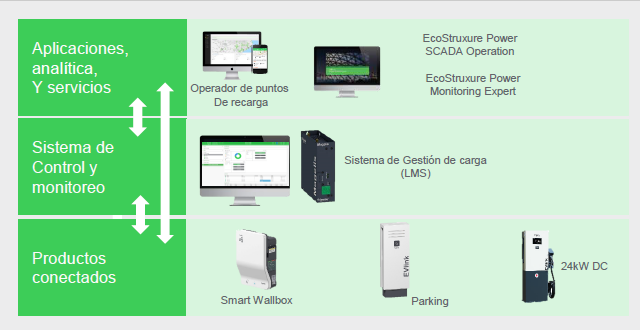 Aplicaciones,
analítica,
Y servicios
Operador de puntos
De recarga
EcoStruxure Power
SCADA Operation
EcoStruxure Power
Monitoring Expert
Sistema de
Control y
monitoreo
Magelis
Sistema de Gestión de carga
(LMS)
Productos
conectados
Smart Wallbox
EVlink
Parking
24kW DC